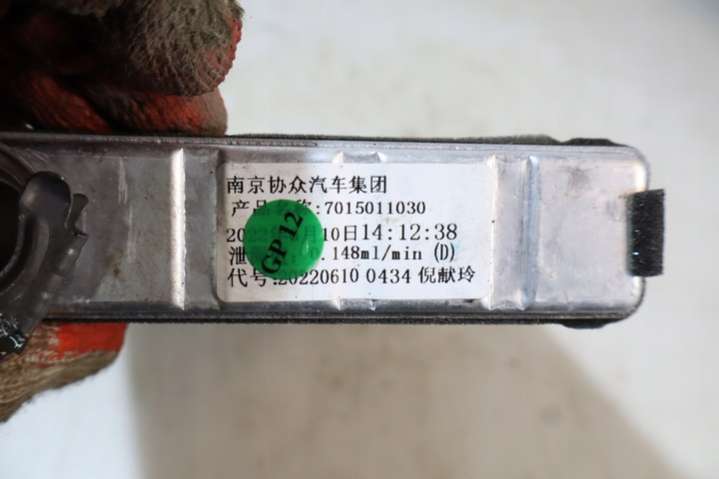 南京协众汽车集团
产品 :7015011030
2022 10日14:12:38
泄 .148ml/min (D)
代号 20220610 0434 倪献玲
GP12